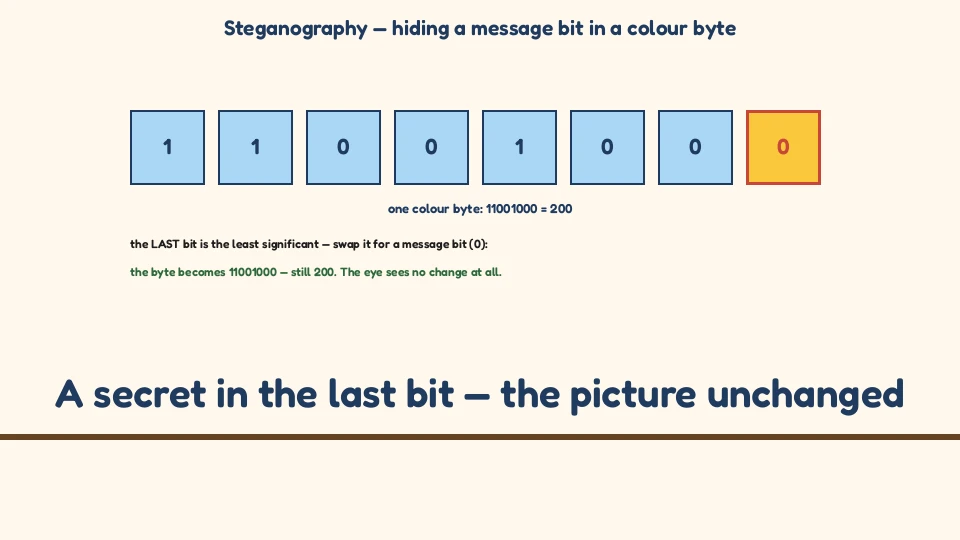 Steganography — hiding a message bit in a colour byte
1 1 0 0 1 0 0 0
one colour byte: 11001000 = 200
the LAST bit is the least significant — swap it for a message bit (0):
the byte becomes 11001000 — still 200. The eye sees no change at all.
A secret in the last bit — the picture unchanged